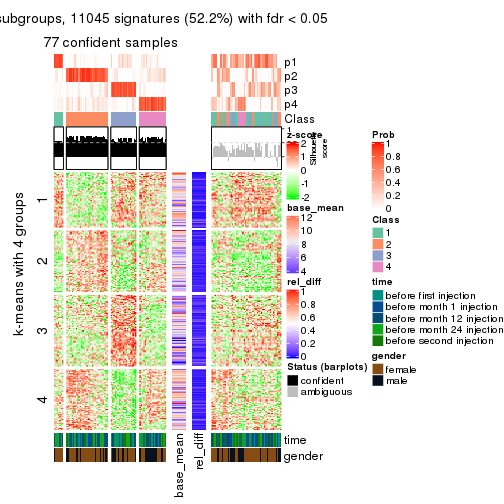 subgroups, 11045 signatures (52.2%) with fdr < 0.05
77 confident samples
p1
p2
p3
p4
Class
1
Silhouette
score
k-means with 4 groups
1
2
3
4
time
gender
base_mean
rel_diff
z-score
2
1
0
-1
-2
base_mean
12
10
8
6
4
rel_diff
1
0.8
0.6
0.4
0.2
0
Status (barplots)
confident
ambiguous
Prob
1
0.8
0.6
0.4
0.2
0
Class
1
2
3
4
time
before first injection
before month 1 injection
before month 12 injection
before month 24 injection
before second injection
gender
female
male